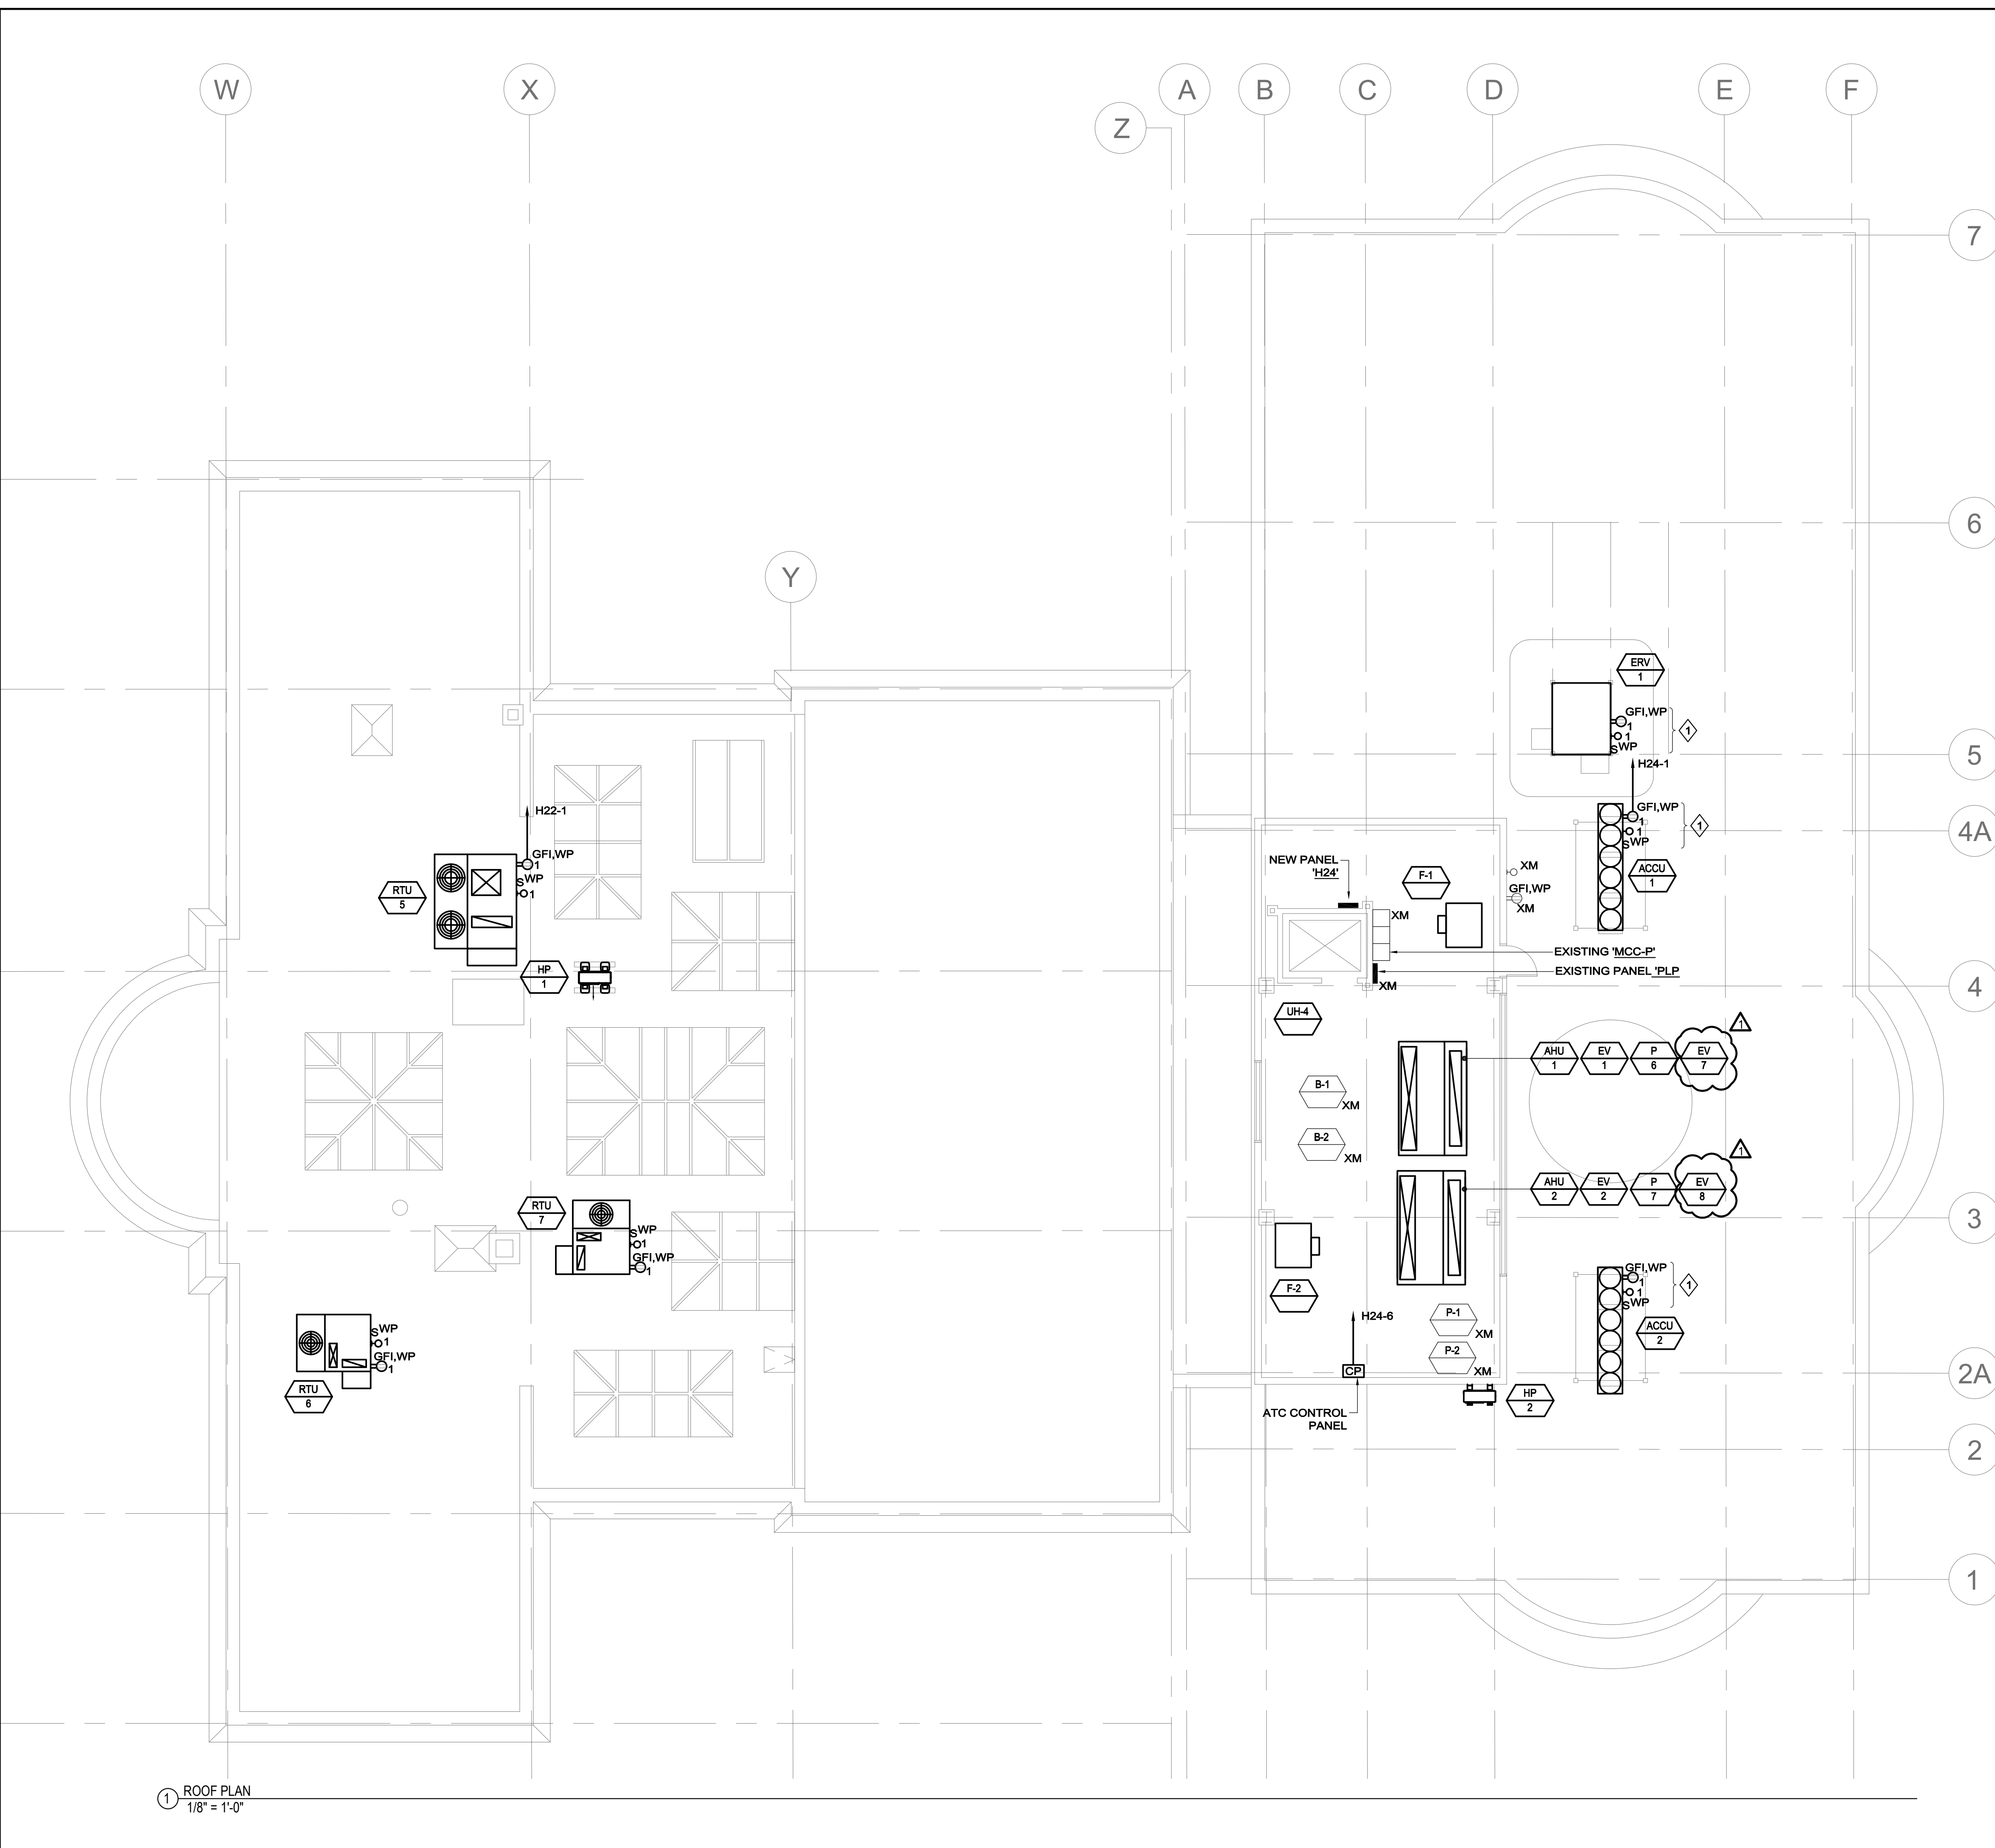 W
X
A
B
C
D
E
F
Z
7
6
Y
ERV
1
GFI,WP
1
1
S WP
1
5
H24-1
H22-1
GFI,WP
1
1
S WP
1
4A
GFI,WP
1
S WP
1
RTU
5
NEW PANEL
'H24'
F-1
XM
GFI,WP
XM
ACCU
1
XM
EXISTING 'MCC-P'
EXISTING PANEL 'PLP
XM
HP
1
4
UH-4
1
AHU
1
EV
1
P
6
EV
7
B-1
XM
B-2
XM
1
AHU
2
EV
2
P
7
EV
8
RTU
7
S WP
1
GFI,WP
1
3
GFI,WP
1
1
S WP
1
F-2
H24-6
P-1
XM
P-2
XM
ACCU
2
RTU
6
S WP
1
GFI,WP
1
CP
2A
HP
2
ATC CONTROL
PANEL
2
1
1
ROOF PLAN
1/8" = 1'-0"